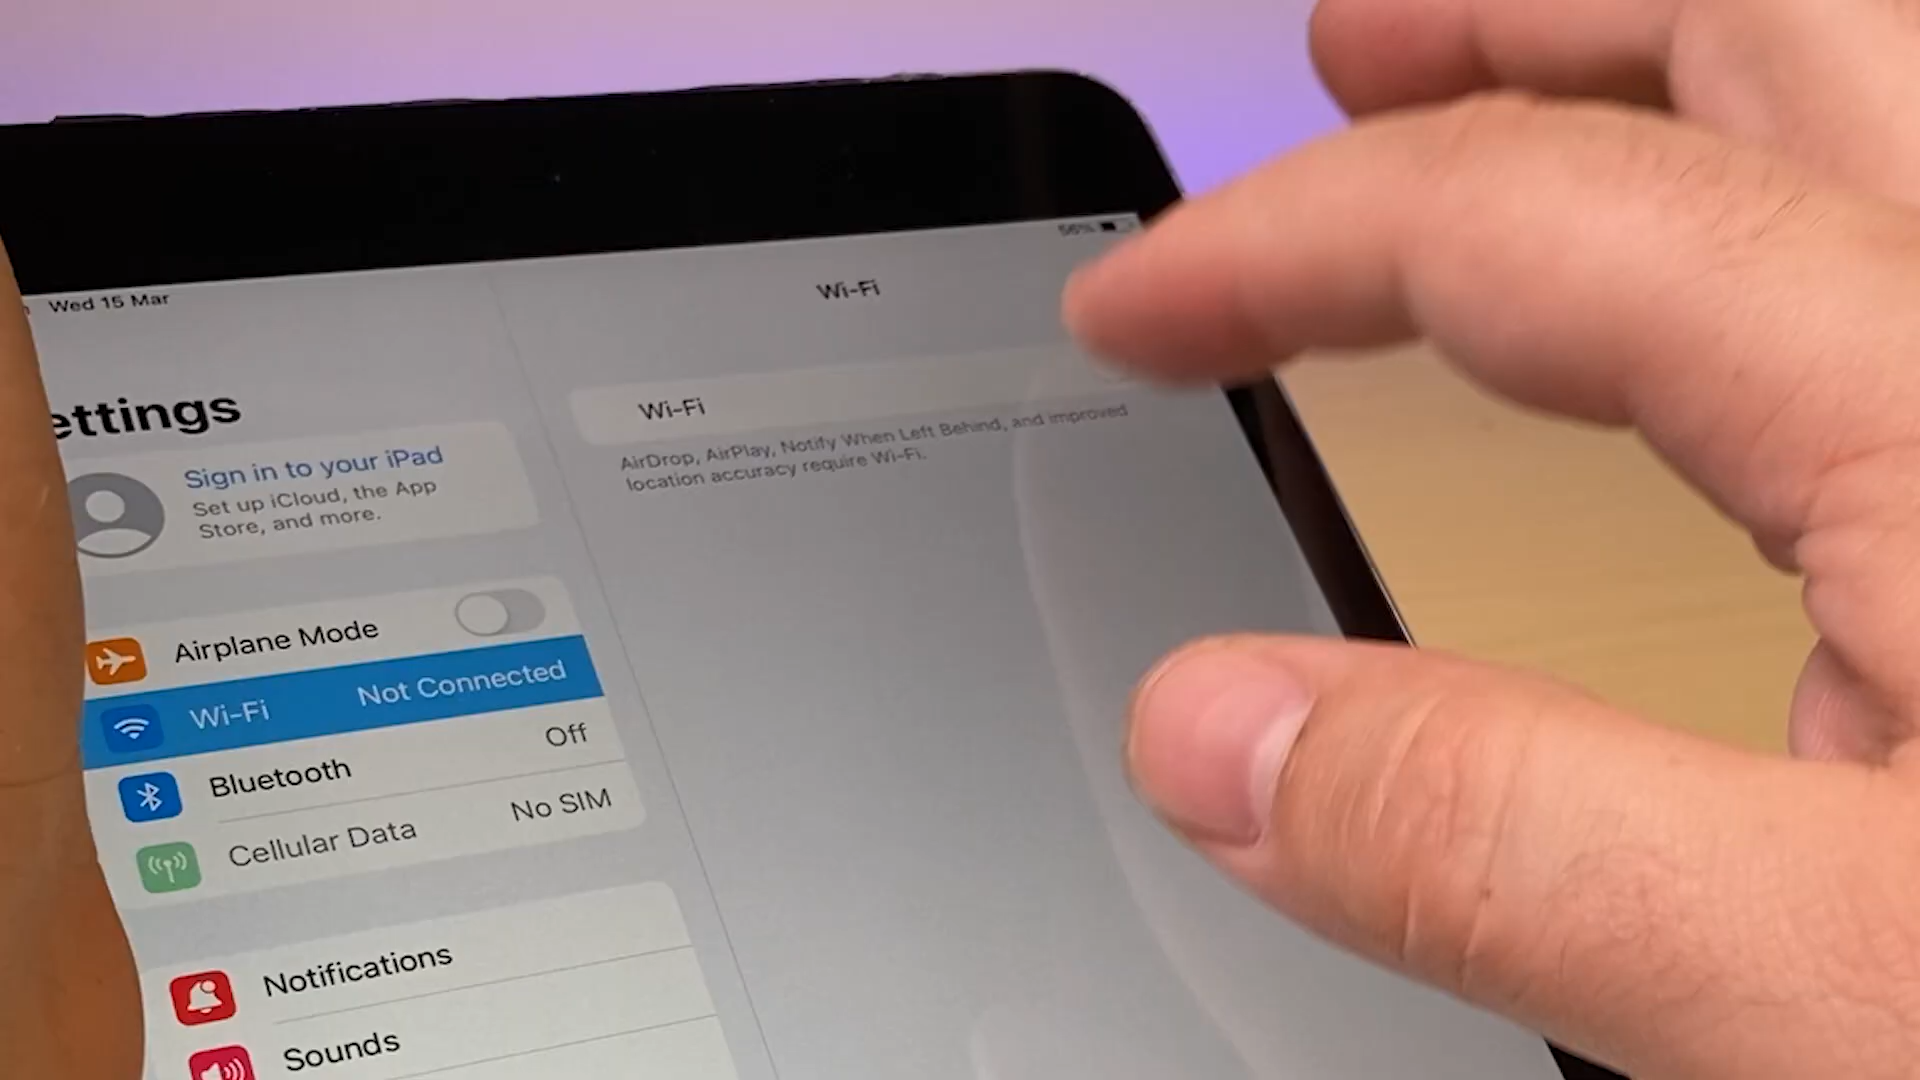 Wed 15 Mar
56%
Wi-Fi
ettings
Sign in to your iPad
Set up iCloud, the App
Store, and more.
Airplane Mode
Wi-Fi Not Connected
Bluetooth Off
Cellular Data No SIM
Notifications
Sounds
Wi-Fi
AirDrop, AirPlay, Notify When Left Behind, and improved
location accuracy require Wi-Fi.